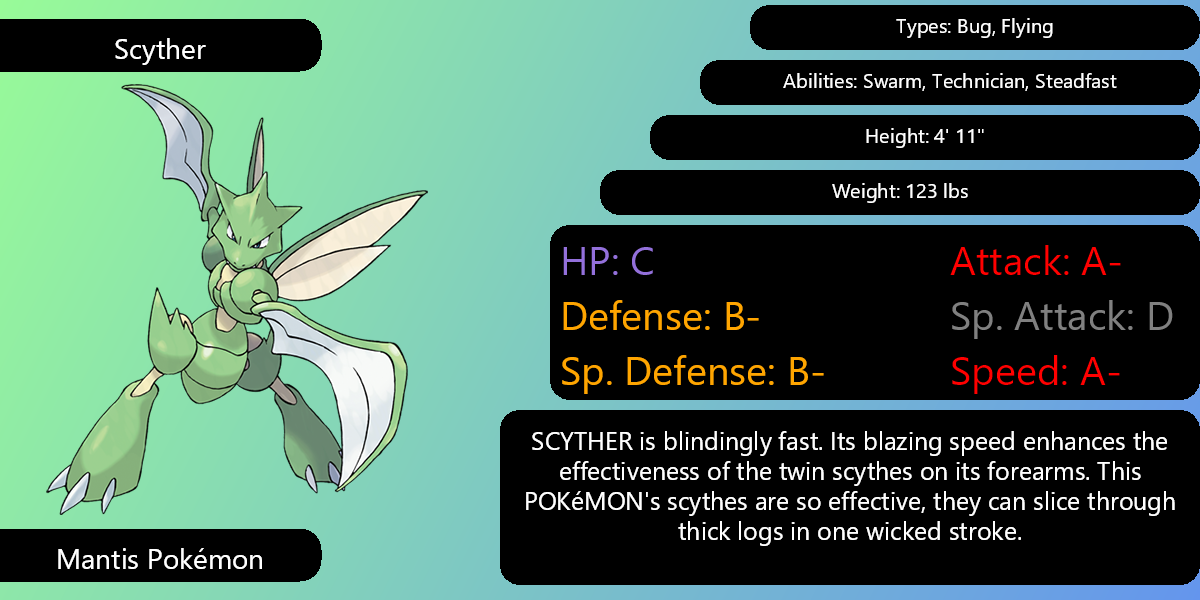 Scyther
Types: Bug, Flying
Abilities: Swarm, Technician, Steadfast
Height: 4' 11"
Weight: 123 lbs
HP: C
Attack: A-
Defense: B-
Sp. Attack: D
Sp. Defense: B-
Speed: A-
SCYTHER is blindingly fast. Its blazing speed enhances the
effectiveness of the twin scythes on its forearms. This
POKéMON's scythes are so effective, they can slice through
thick logs in one wicked stroke.
Mantis Pokémon